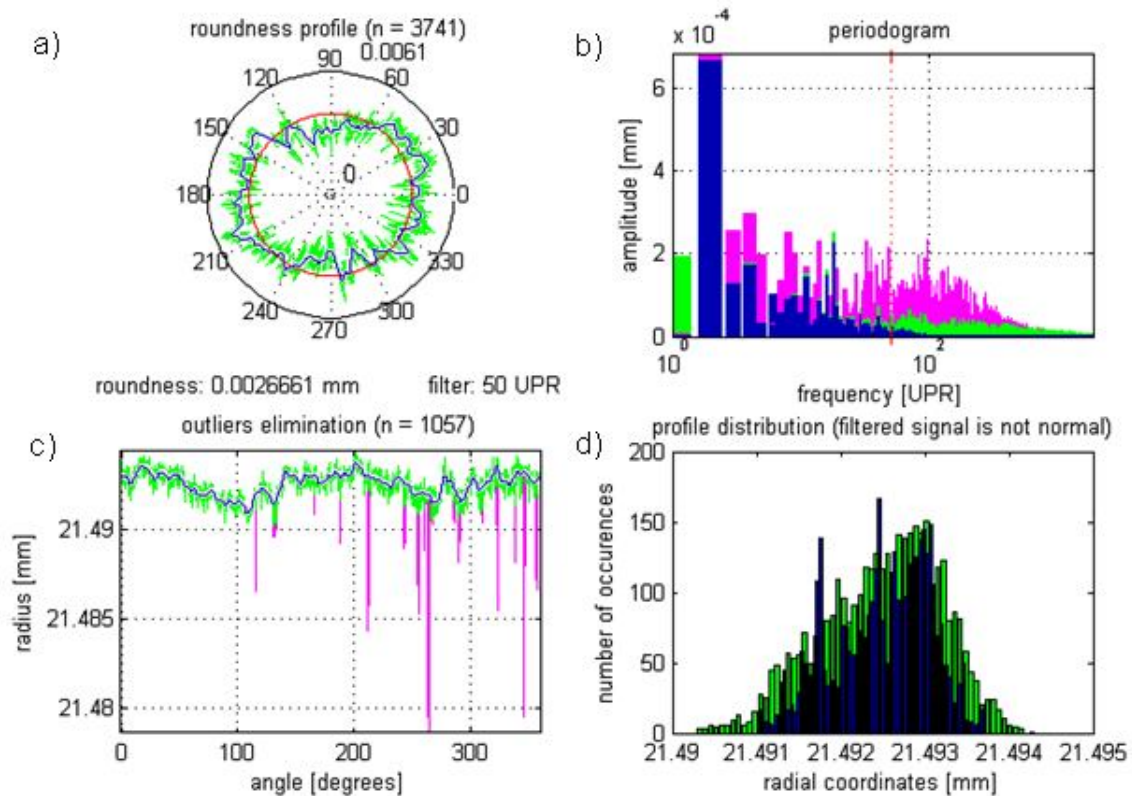 a)
roundness profile (n = 3741)
0.0061
90
60
120
30
150
0
180
0
210
330
240
300
270
roundness: 0.0026661 mm
filter: 50 UPR
b)
x 10^-4
periodogram
6
4
2
0
amplitude [mm]
10^0
10^2
frequency [UPR]
c)
outliers elimination (n = 1057)
21.49
21.485
21.48
radius [mm]
0
100
200
300
angle [degrees]
d)
profile distribution (filtered signal is not normal)
200
150
100
50
0
number of occurences
21.49
21.491
21.492
21.493
21.494
21.495
radial coordinates [mm]